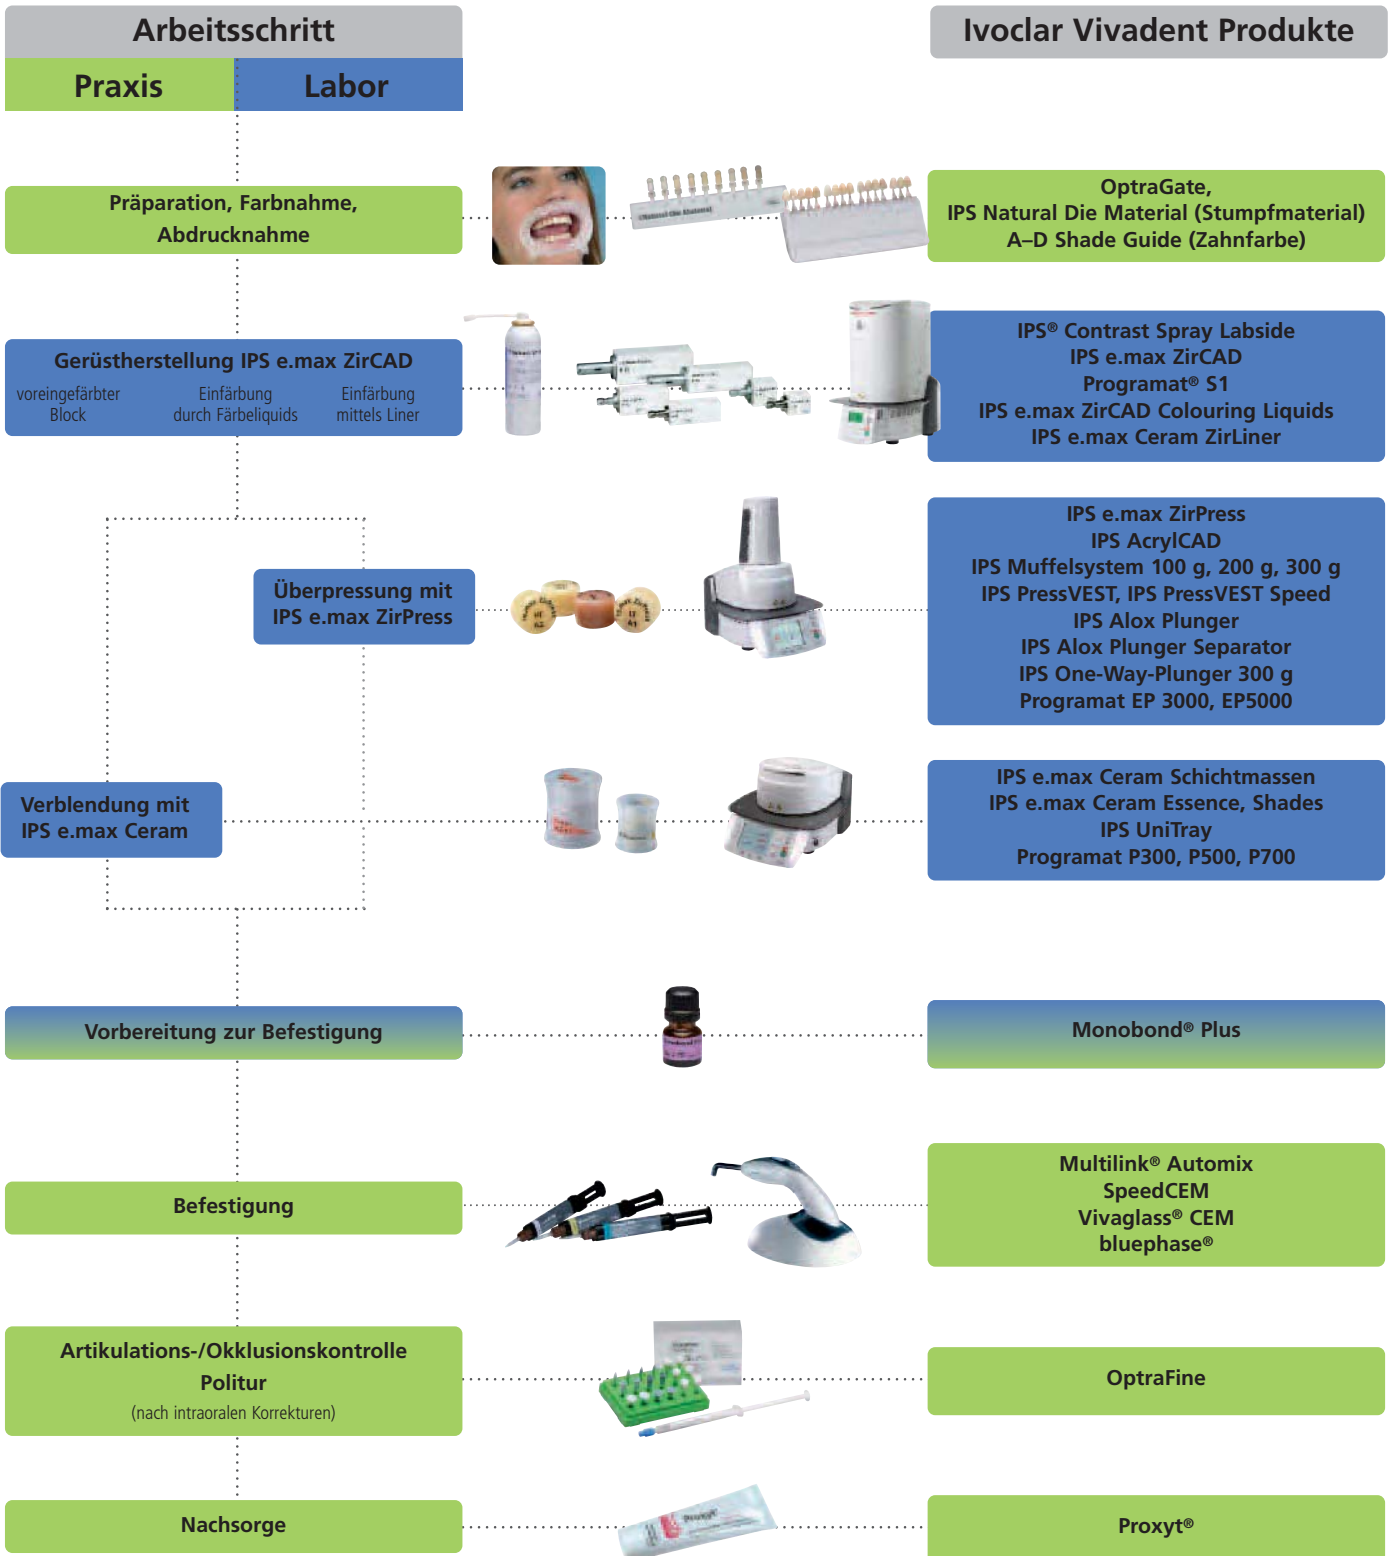 Arbeitsschritt
Ivoclar Vivadent Produkte
Praxis
Labor
Präparation, Farbnahme,
Abdrucknahme
OptraGate,
IPS Natural Die Material (Stumpfmaterial)
A–D Shade Guide (Zahnfarbe)
Gerüstherstellung IPS e.max ZirCAD
voreingefärbter
Block
Einfärbung
durch Färbeliquids
Einfärbung
mittels Liner
IPS® Contrast Spray Labside
IPS e.max ZirCAD
Programat® S1
IPS e.max ZirCAD Colouring Liquids
IPS e.max Ceram ZirLiner
Überpressung mit
IPS e.max ZirPress
IPS e.max ZirPress
IPS AcrylCAD
IPS Muffelsystem 100 g, 200 g, 300 g
IPS PressVEST, IPS PressVEST Speed
IPS Alox Plunger
IPS Alox Plunger Separator
IPS One-Way-Plunger 300 g
Programat EP 3000, EP5000
Verblendung mit
IPS e.max Ceram
IPS e.max Ceram Schichtmassen
IPS e.max Ceram Essence, Shades
IPS UniTray
Programat P300, P500, P700
Vorbereitung zur Befestigung
Monobond® Plus
Befestigung
Multilink® Automix
SpeedCEM
Vivaglass® CEM
bluephase®
Artikulations-/Okklusionskontrolle
Politur
(nach intraoralen Korrekturen)
OptraFine
Nachsorge
Proxyt
Proxyt®